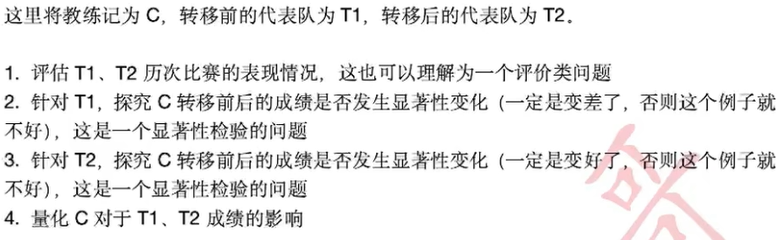 这里将教练记为 C，转移前的代表队为 T1，转移后的代表队为 T2。
1. 评估 T1、T2 历次比赛的表现情况，这也可以理解为一个评价类问题
2. 针对 T1，探究 C 转移前后的成绩是否发生显著性变化（一定是变差了，否则这个例子就
不好），这是一个显著性检验的问题
3. 针对 T2，探究 C 转移前后的成绩是否发生显著性变化（一定是变好了，否则这个例子就
不好），这是一个显著性检验的问题
4. 量化 C 对于 T1、T2 成绩的影响